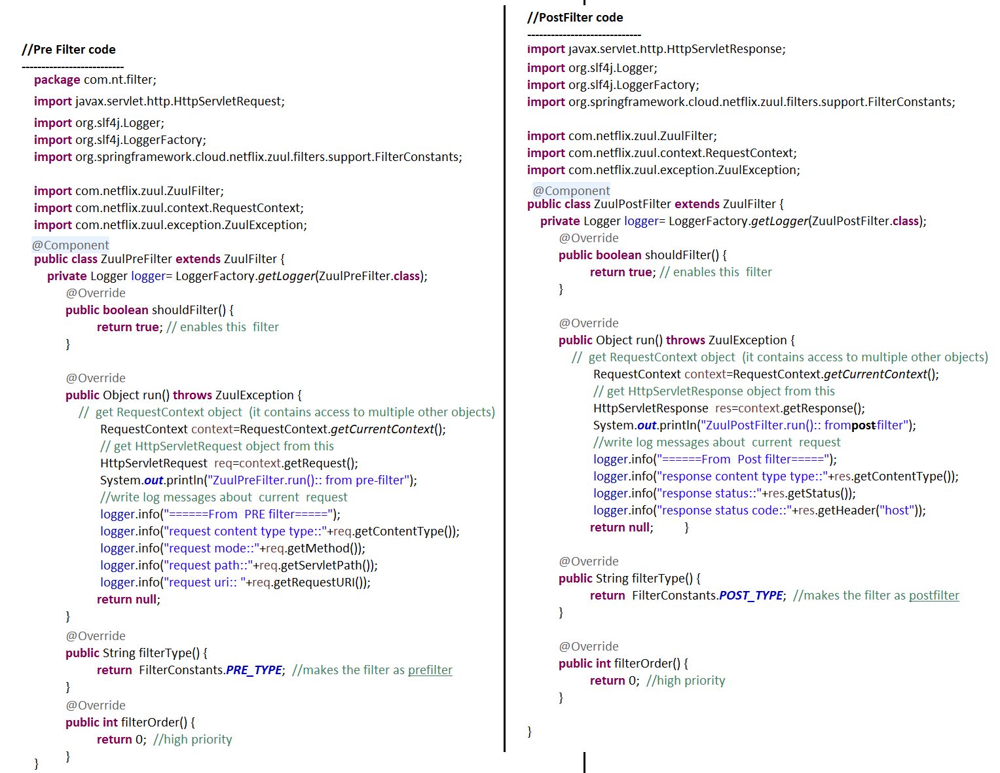 //Pre Filter code
--------------------------
package com.nt.filter;
import javax.servlet.http.HttpServletRequest;
import org.slf4j.Logger;
import org.slf4j.LoggerFactory;
import org.springframework.cloud.netflix.zuul.filters.support.FilterConstants;
import com.netflix.zuul.ZuulFilter;
import com.netflix.zuul.context.RequestContext;
import com.netflix.zuul.exception.ZuulException;
@Component
public class ZuulPreFilter extends ZuulFilter {
private Logger logger= LoggerFactory.getLogger(ZuulPreFilter.class);
@Override
public boolean shouldFilter() {
return true; // enables this  filter
}
@Override
public Object run() throws ZuulException {
//  get RequestContext object  (it contains access to multiple other objects)
RequestContext context=RequestContext.getCurrentContext();
// get HttpServletRequest object from this
HttpServletRequest  req=context.getRequest();
System.out.println("ZuulPreFilter.run():: from pre-filter");
//write log messages about  current  request
logger.info("======From  PRE filter=====");
logger.info("request content type type::"+req.getContentType());
logger.info("request mode::"+req.getMethod());
logger.info("request path::"+req.getServletPath());
logger.info("request uri:: "+req.getRequestURI());
return null;
}
@Override
public String filterType() {
return  FilterConstants.PRE_TYPE;  //makes the filter as prefilter
}
@Override
public int filterOrder() {
return 0;  //high priority
}
}
//PostFilter code
-----------------------------
import javax.servlet.http.HttpServletResponse;
import org.slf4j.Logger;
import org.slf4j.LoggerFactory;
import org.springframework.cloud.netflix.zuul.filters.support.FilterConstants;
import com.netflix.zuul.ZuulFilter;
import com.netflix.zuul.context.RequestContext;
import com.netflix.zuul.exception.ZuulException;
@Component
public class ZuulPostFilter extends ZuulFilter {
private Logger logger= LoggerFactory.getLogger(ZuulPostFilter.class);
@Override
public boolean shouldFilter() {
return true; // enables this  filter
}
@Override
public Object run() throws ZuulException {
//  get RequestContext object  (it contains access to multiple other objects)
RequestContext context=RequestContext.getCurrentContext();
// get HttpServletResponse object from this
HttpServletResponse  res=context.getResponse();
System.out.println("ZuulPostFilter.run():: frompost-filter");
//write log messages about  current  request
logger.info("======From  Post filter=====");
logger.info("response content type type::"+res.getContentType());
logger.info("response status::"+res.getStatus());
logger.info("response status code::"+res.getHeader("host"));
return null;         }
@Override
public String filterType() {
return  FilterConstants.POST_TYPE;  //makes the filter as postfilter
}
@Override
public int filterOrder() {
return 0;  //high priority
}
}